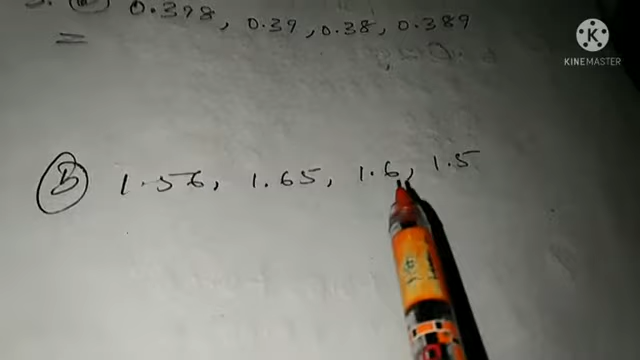 0.398, 0.39, 0.38, 0.389
=
B 1.56, 1.65, 1.6, 1.5
K
KINEMASTER